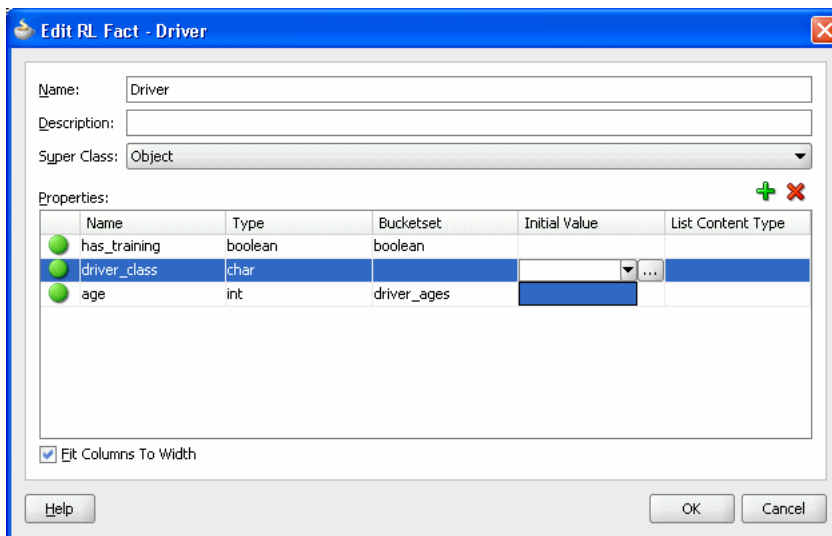 Edit RL Fact - Driver
Name: Driver
Description:
Super Class: Object
Properties:
Name Type Bucketset Initial Value List Content Type
has_training boolean boolean
driver_class char ...
age int driver_ages
Fit Columns To Width
Help OK Cancel